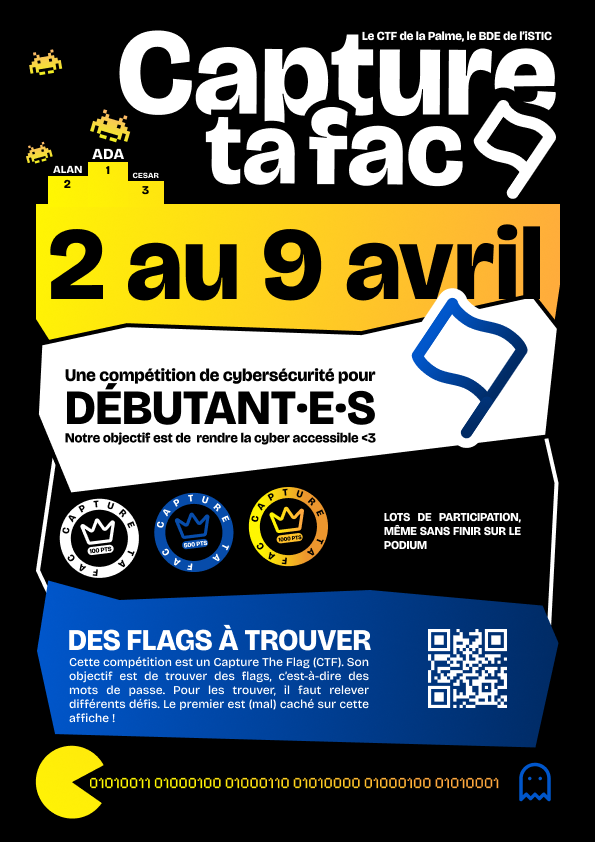 Le CTF de la Palme, le BDE de l'iSTIC
Capture
ta fac
ADA
ALAN
1
CESAR
2
3
2 au 9 avril
Une compétition de cybersécurité pour
DÉBUTANT•E•S
Notre objectif est de rendre la cyber accessible <3
CAPTURE TA FAC
100 PTS
CAPTURE TA FAC
500 PTS
CAPTURE TA FAC
1000 PTS
LOTS DE PARTICIPATION,
MÊME SANS FINIR SUR LE
PODIUM
DES FLAGS À TROUVER
Cette compétition est un Capture The Flag (CTF). Son
objectif est de trouver des flags, c'est-à-dire des
mots de passe. Pour les trouver, il faut relever
différents défis. Le premier est (mal) caché sur cette
affiche !
01010011 01000100 01000110 01010000 01000100 01010001